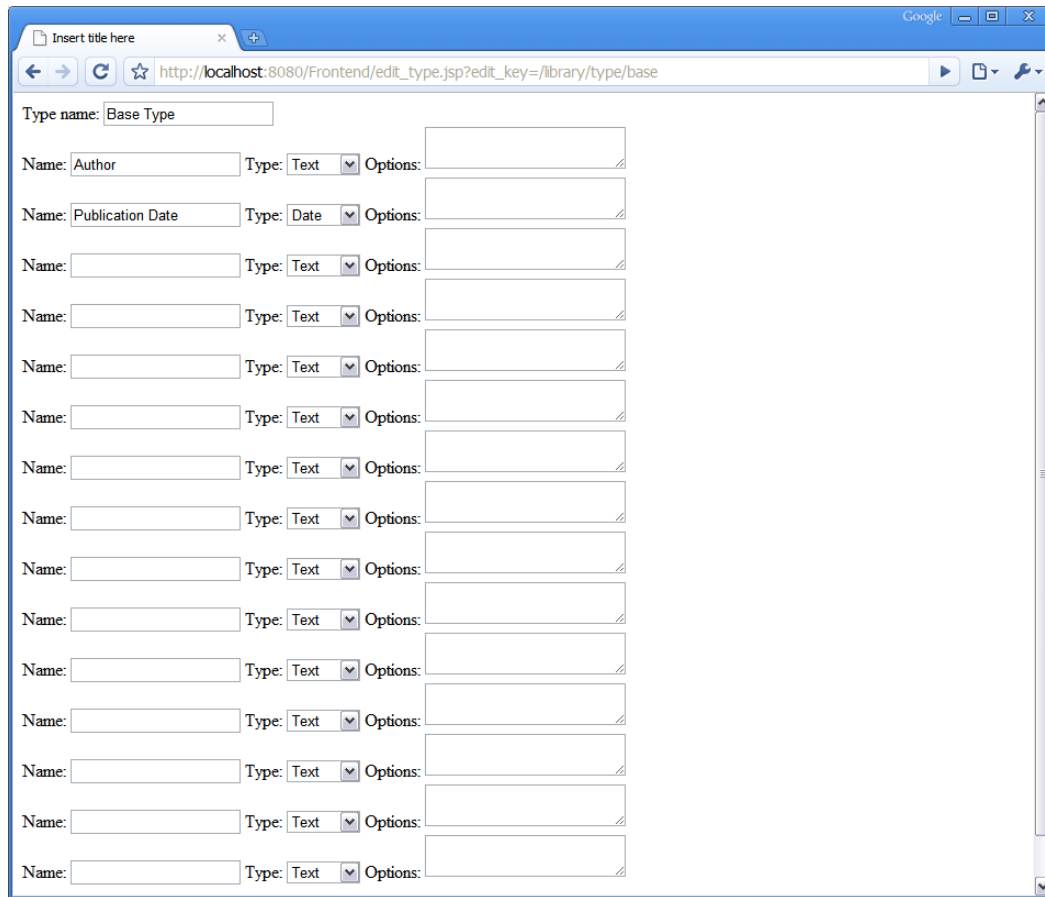 Google
Insert title here
http://localhost:8080/Frontend/edit_type.jsp?edit_key=/library/type/base
Type name: Base Type
Name: Author Type: Text Options:
Name: Publication Date Type: Date Options:
Name: Type: Text Options:
Name: Type: Text Options:
Name: Type: Text Options:
Name: Type: Text Options:
Name: Type: Text Options:
Name: Type: Text Options:
Name: Type: Text Options:
Name: Type: Text Options:
Name: Type: Text Options:
Name: Type: Text Options:
Name: Type: Text Options:
Name: Type: Text Options:
Name: Type: Text Options: